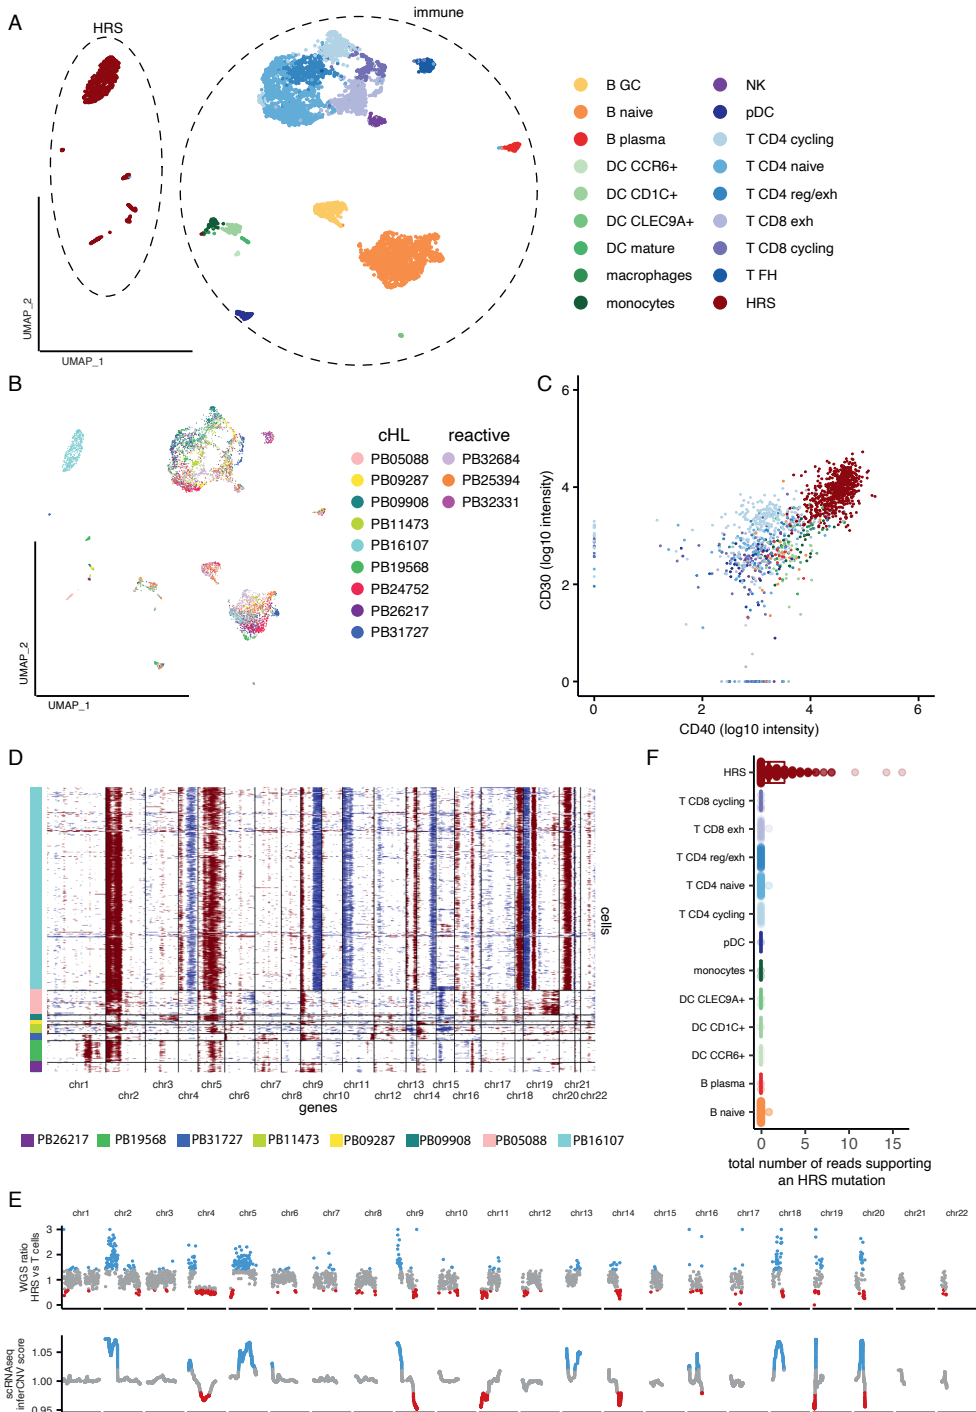 A
HRS
immune
B GC
B naive
B plasma
DC CCR6+
DC CD1C+
DC CLEC9A+
DC mature
macrophages
monocytes
NK
pDC
T CD4 cycling
T CD4 naive
T CD4 reg/exh
T CD8 exh
T CD8 cycling
T FH
HRS
UMAP_2
UMAP_1
B
cHL
PB05088
PB09287
PB09908
PB11473
PB16107
PB19568
PB24752
PB26217
PB31727
reactive
PB32684
PB25394
PB32331
UMAP_2
UMAP_1
C
6
4
2
0
CD30 (log10 intensity)
0 2 4 6
CD40 (log10 intensity)
D
cells
chr1 chr3 chr5 chr7 chr9 chr11 chr13 chr15 chr17 chr19 chr21
chr2 chr4 chr6 chr8 chr10 chr12 chr14 chr16 chr18 chr20 chr22
genes
PB26217 PB19568 PB31727 PB11473 PB09287 PB09908 PB05088 PB16107
F
HRS
T CD8 cycling
T CD8 exh
T CD4 reg/exh
T CD4 naive
T CD4 cycling
pDC
monocytes
DC CLEC9A+
DC CD1C+
DC CCR6+
B plasma
B naive
0 5 10 15
total number of reads supporting
an HRS mutation
E
chr1 chr2 chr3 chr4 chr5 chr6 chr7 chr8 chr9 chr10 chr11 chr12 chr13 chr14 chr15 chr16 chr17 chr18 chr19 chr20 chr21 chr22
WGS ratio
HRS vs T cells
3
2
1
0
scRNAseq
inferCNV score
1.05
1.00
0.95